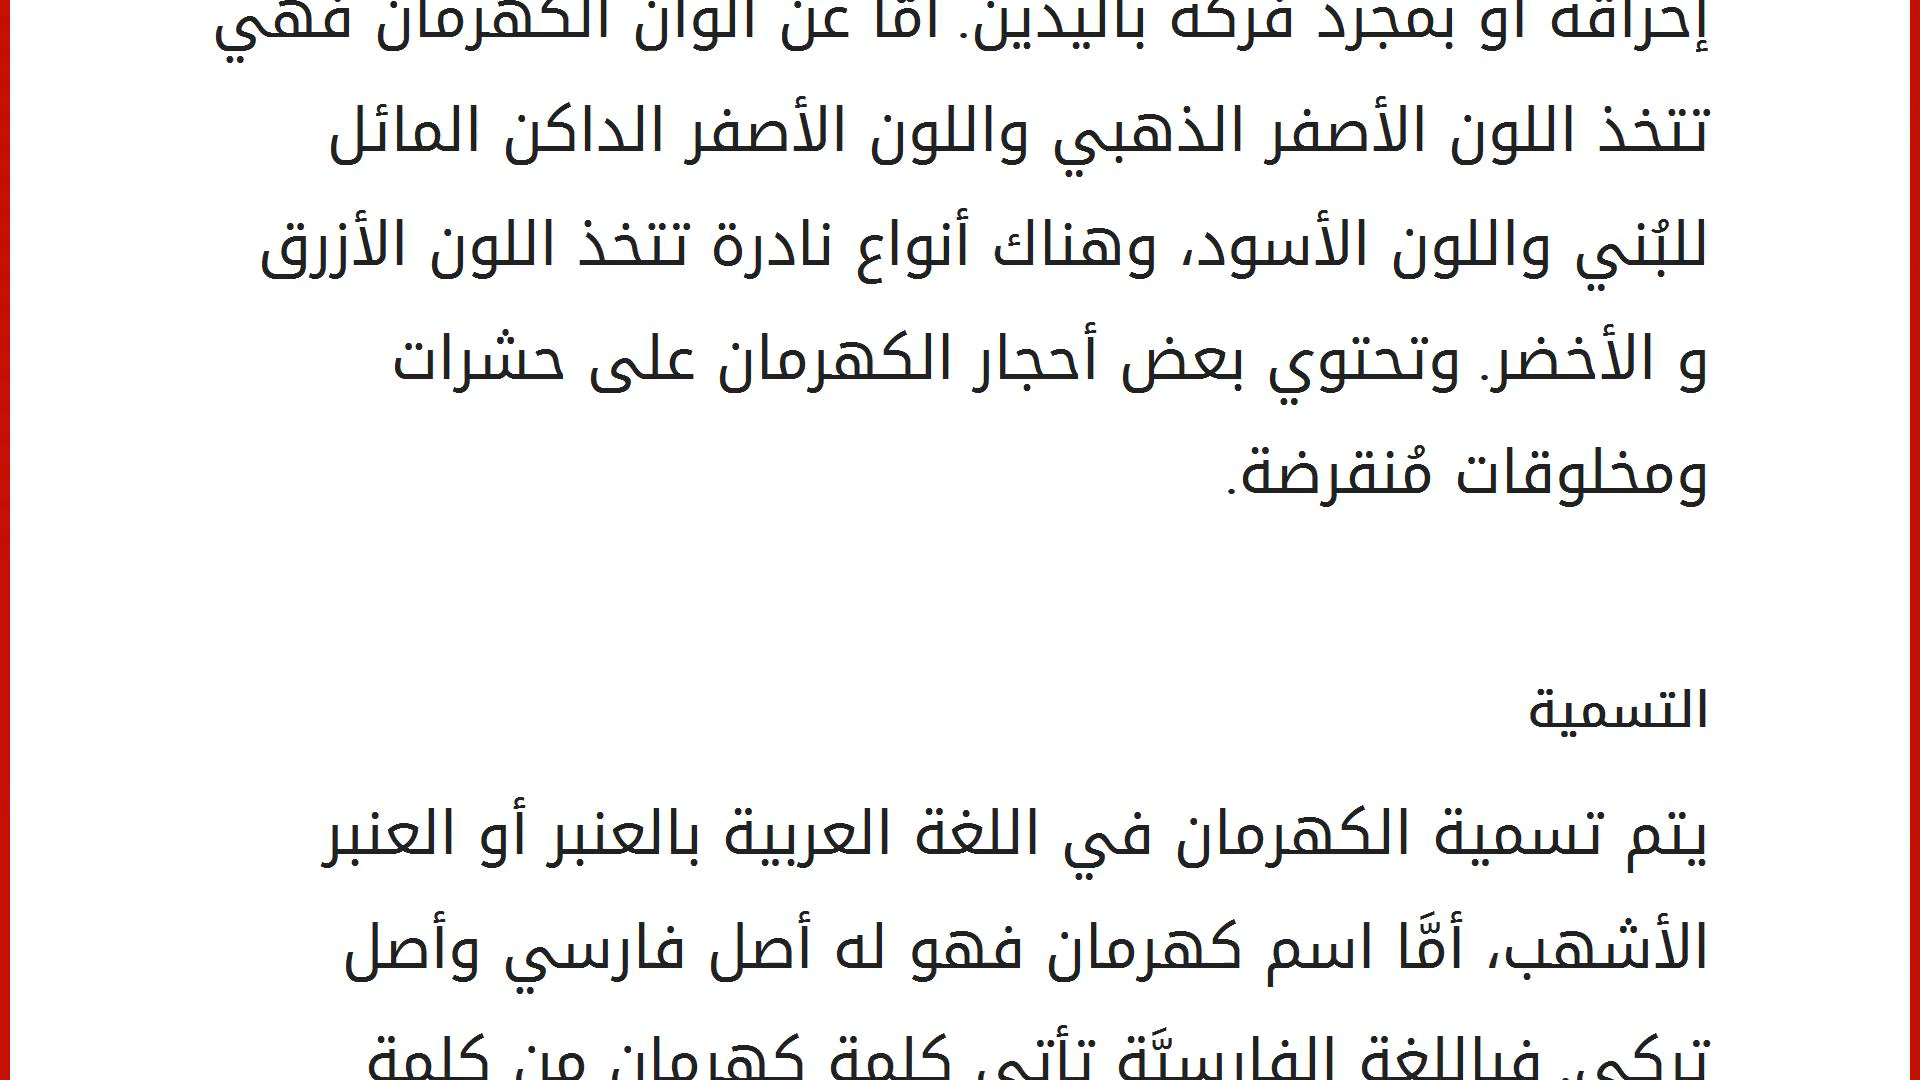 إحراقه أو بمجرد فركه باليدين. أمّا عن ألوان الكهرمان فهي
تتخذ اللون الأصفر الذهبي واللون الأصفر الداكن المائل
للبُني واللون الأسود، وهناك أنواع نادرة تتخذ اللون الأزرق
و الأخضر. وتحتوي بعض أحجار الكهرمان على حشرات
ومخلوقات مُنقرضة.
التسمية
يتم تسمية الكهرمان في اللغة العربية بالعنبر أو العنبر
الأشهب، أمَّا اسم كهرمان فهو له أصل فارسي وأصل
تركي. فباللغة الفارسيَّة تأتي كلمة كهرمان من كلمة